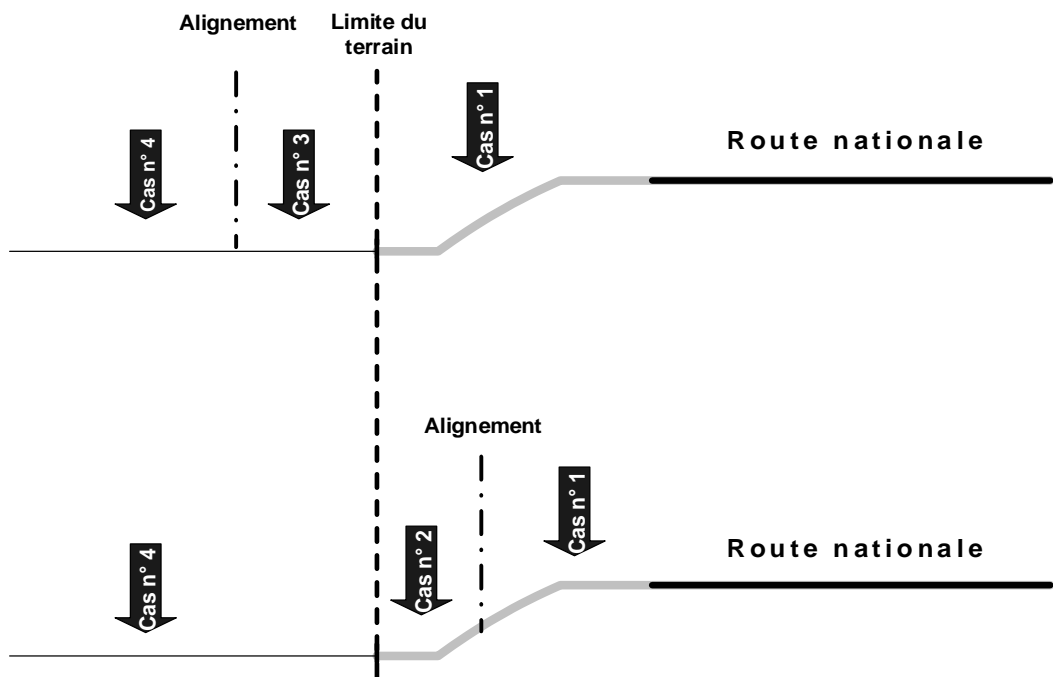 Alignement
Limite du
terrain
Cas n° 4
Cas n° 3
Cas n° 1
Route nationale
Alignement
Cas n° 4
Cas n° 2
Cas n° 1
Route nationale